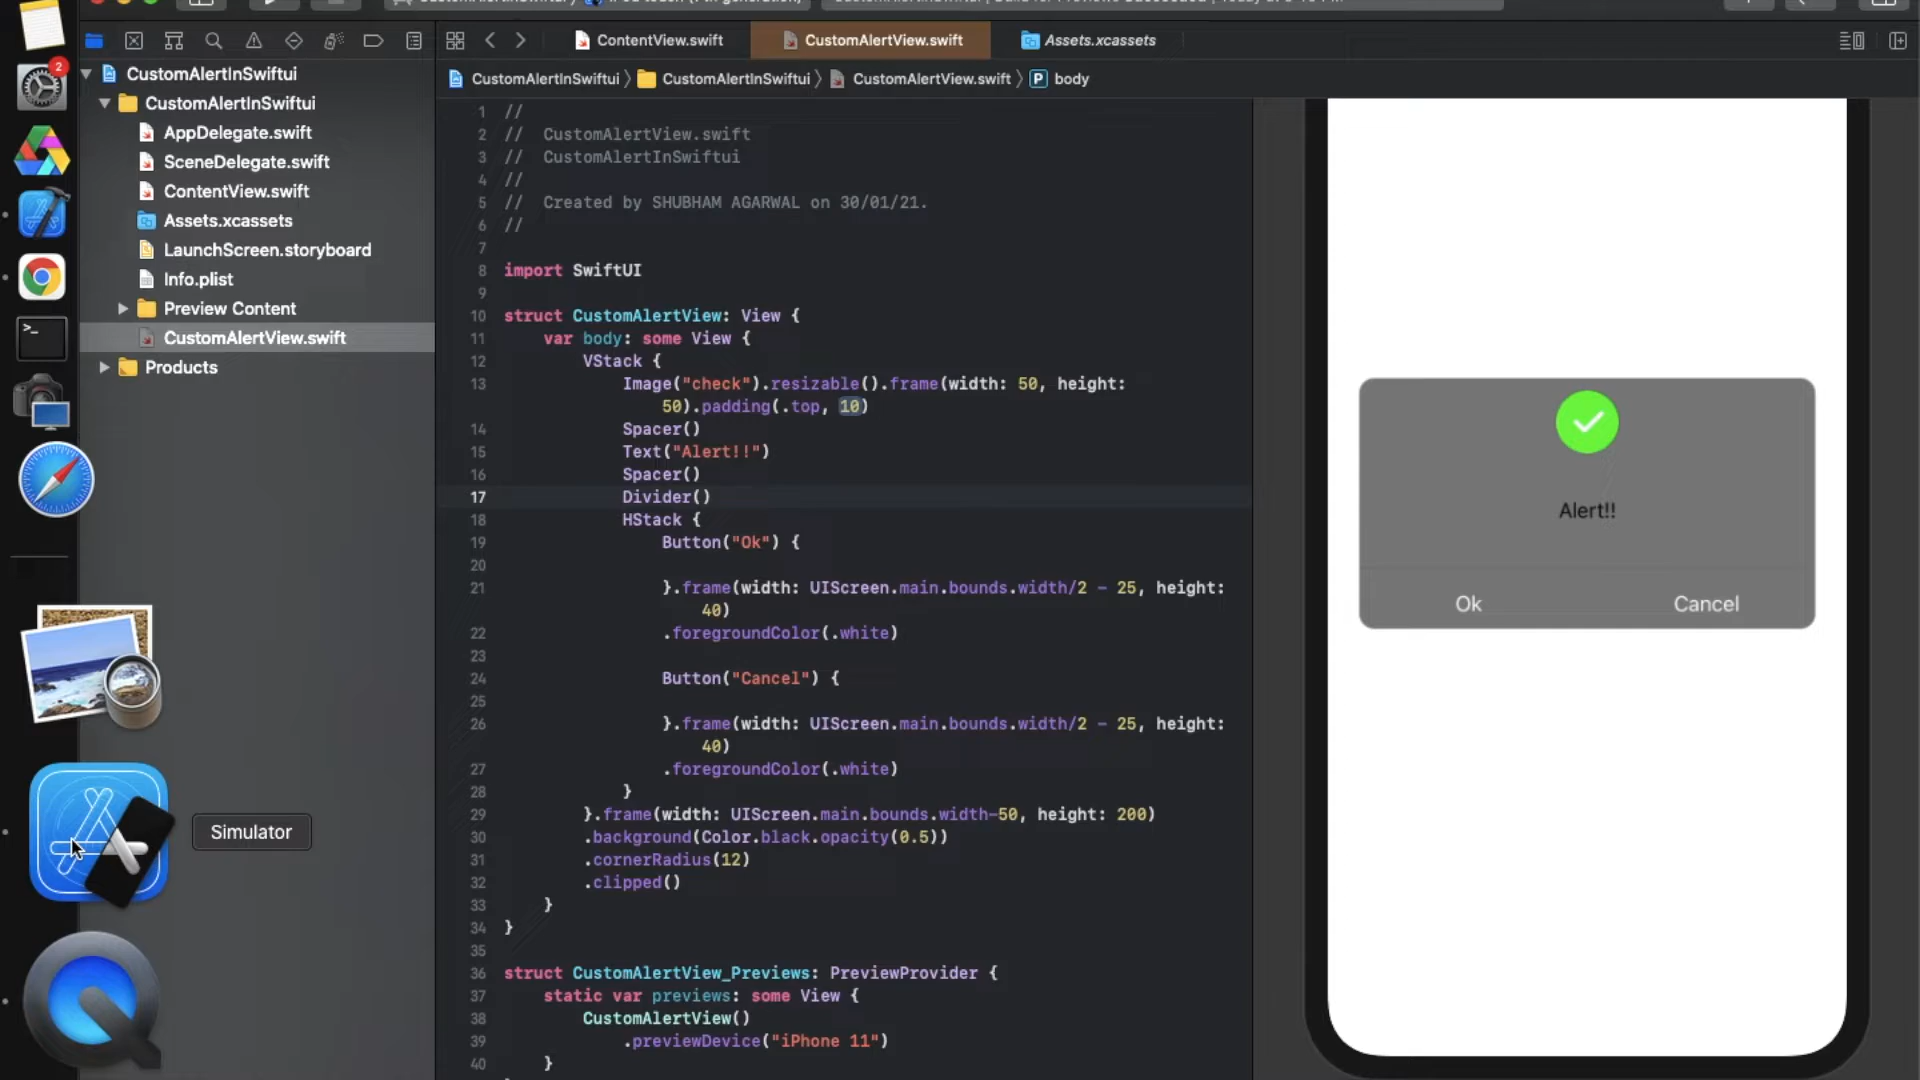 2
CustomAlertInSwiftui
CustomAlertInSwiftui
AppDelegate.swift
SceneDelegate.swift
ContentView.swift
Assets.xcassets
LaunchScreen.storyboard
Info.plist
Preview Content
CustomAlertView.swift
Products
Simulator
ContentView.swift
CustomAlertView.swift
Assets.xcassets
CustomAlertInSwiftui 〉 CustomAlertInSwiftui 〉 CustomAlertView.swift 〉 P body
1 //
2 //  CustomAlertView.swift
3 //  CustomAlertInSwiftui
4 //
5 //  Created by SHUBHAM AGARWAL on 30/01/21.
6 //
7
8 import SwiftUI
9
10 struct CustomAlertView: View {
11     var body: some View {
12         VStack {
13             Image("check").resizable().frame(width: 50, height:
50).padding(.top, 10)
14             Spacer()
15             Text("Alert!!")
16             Spacer()
17             Divider()
18             HStack {
19                 Button("Ok") {
20
21                 }.frame(width: UIScreen.main.bounds.width/2 - 25, height:
40)
22                 .foregroundColor(.white)
23
24                 Button("Cancel") {
25
26                 }.frame(width: UIScreen.main.bounds.width/2 - 25, height:
40)
27                 .foregroundColor(.white)
28             }
29         }.frame(width: UIScreen.main.bounds.width-50, height: 200)
30         .background(Color.black.opacity(0.5))
31         .cornerRadius(12)
32         .clipped()
33     }
34 }
35
36 struct CustomAlertView_Previews: PreviewProvider {
37     static var previews: some View {
38         CustomAlertView()
39             .previewDevice("iPhone 11")
40     }
Alert!!
Ok
Cancel